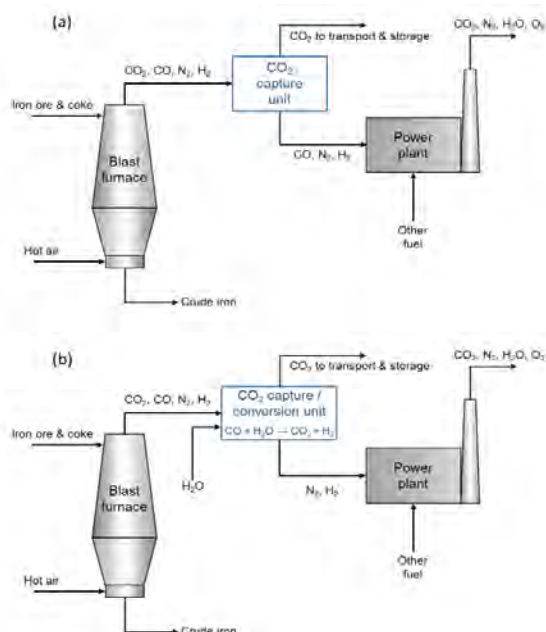 (a)
CO₂, N₂, H₂O, O₂
CO₂ to transport & storage
CO₂, CO, N₂, H₂
CO₂
capture
unit
Iron ore & coke
Power
plant
CO, N₂, H₂
Blast
furnace
Other
fuel
Hot air
Crude iron
(b)
CO₂, N₂, H₂O, O₂
CO₂ to transport & storage
CO₂, CO, N₂, H₂
CO₂ capture /
conversion unit
CO + H₂O → CO₂ + H₂
Iron ore & coke
Power
plant
H₂O
N₂, H₂
Blast
furnace
Other
fuel
Hot air
Crude iron